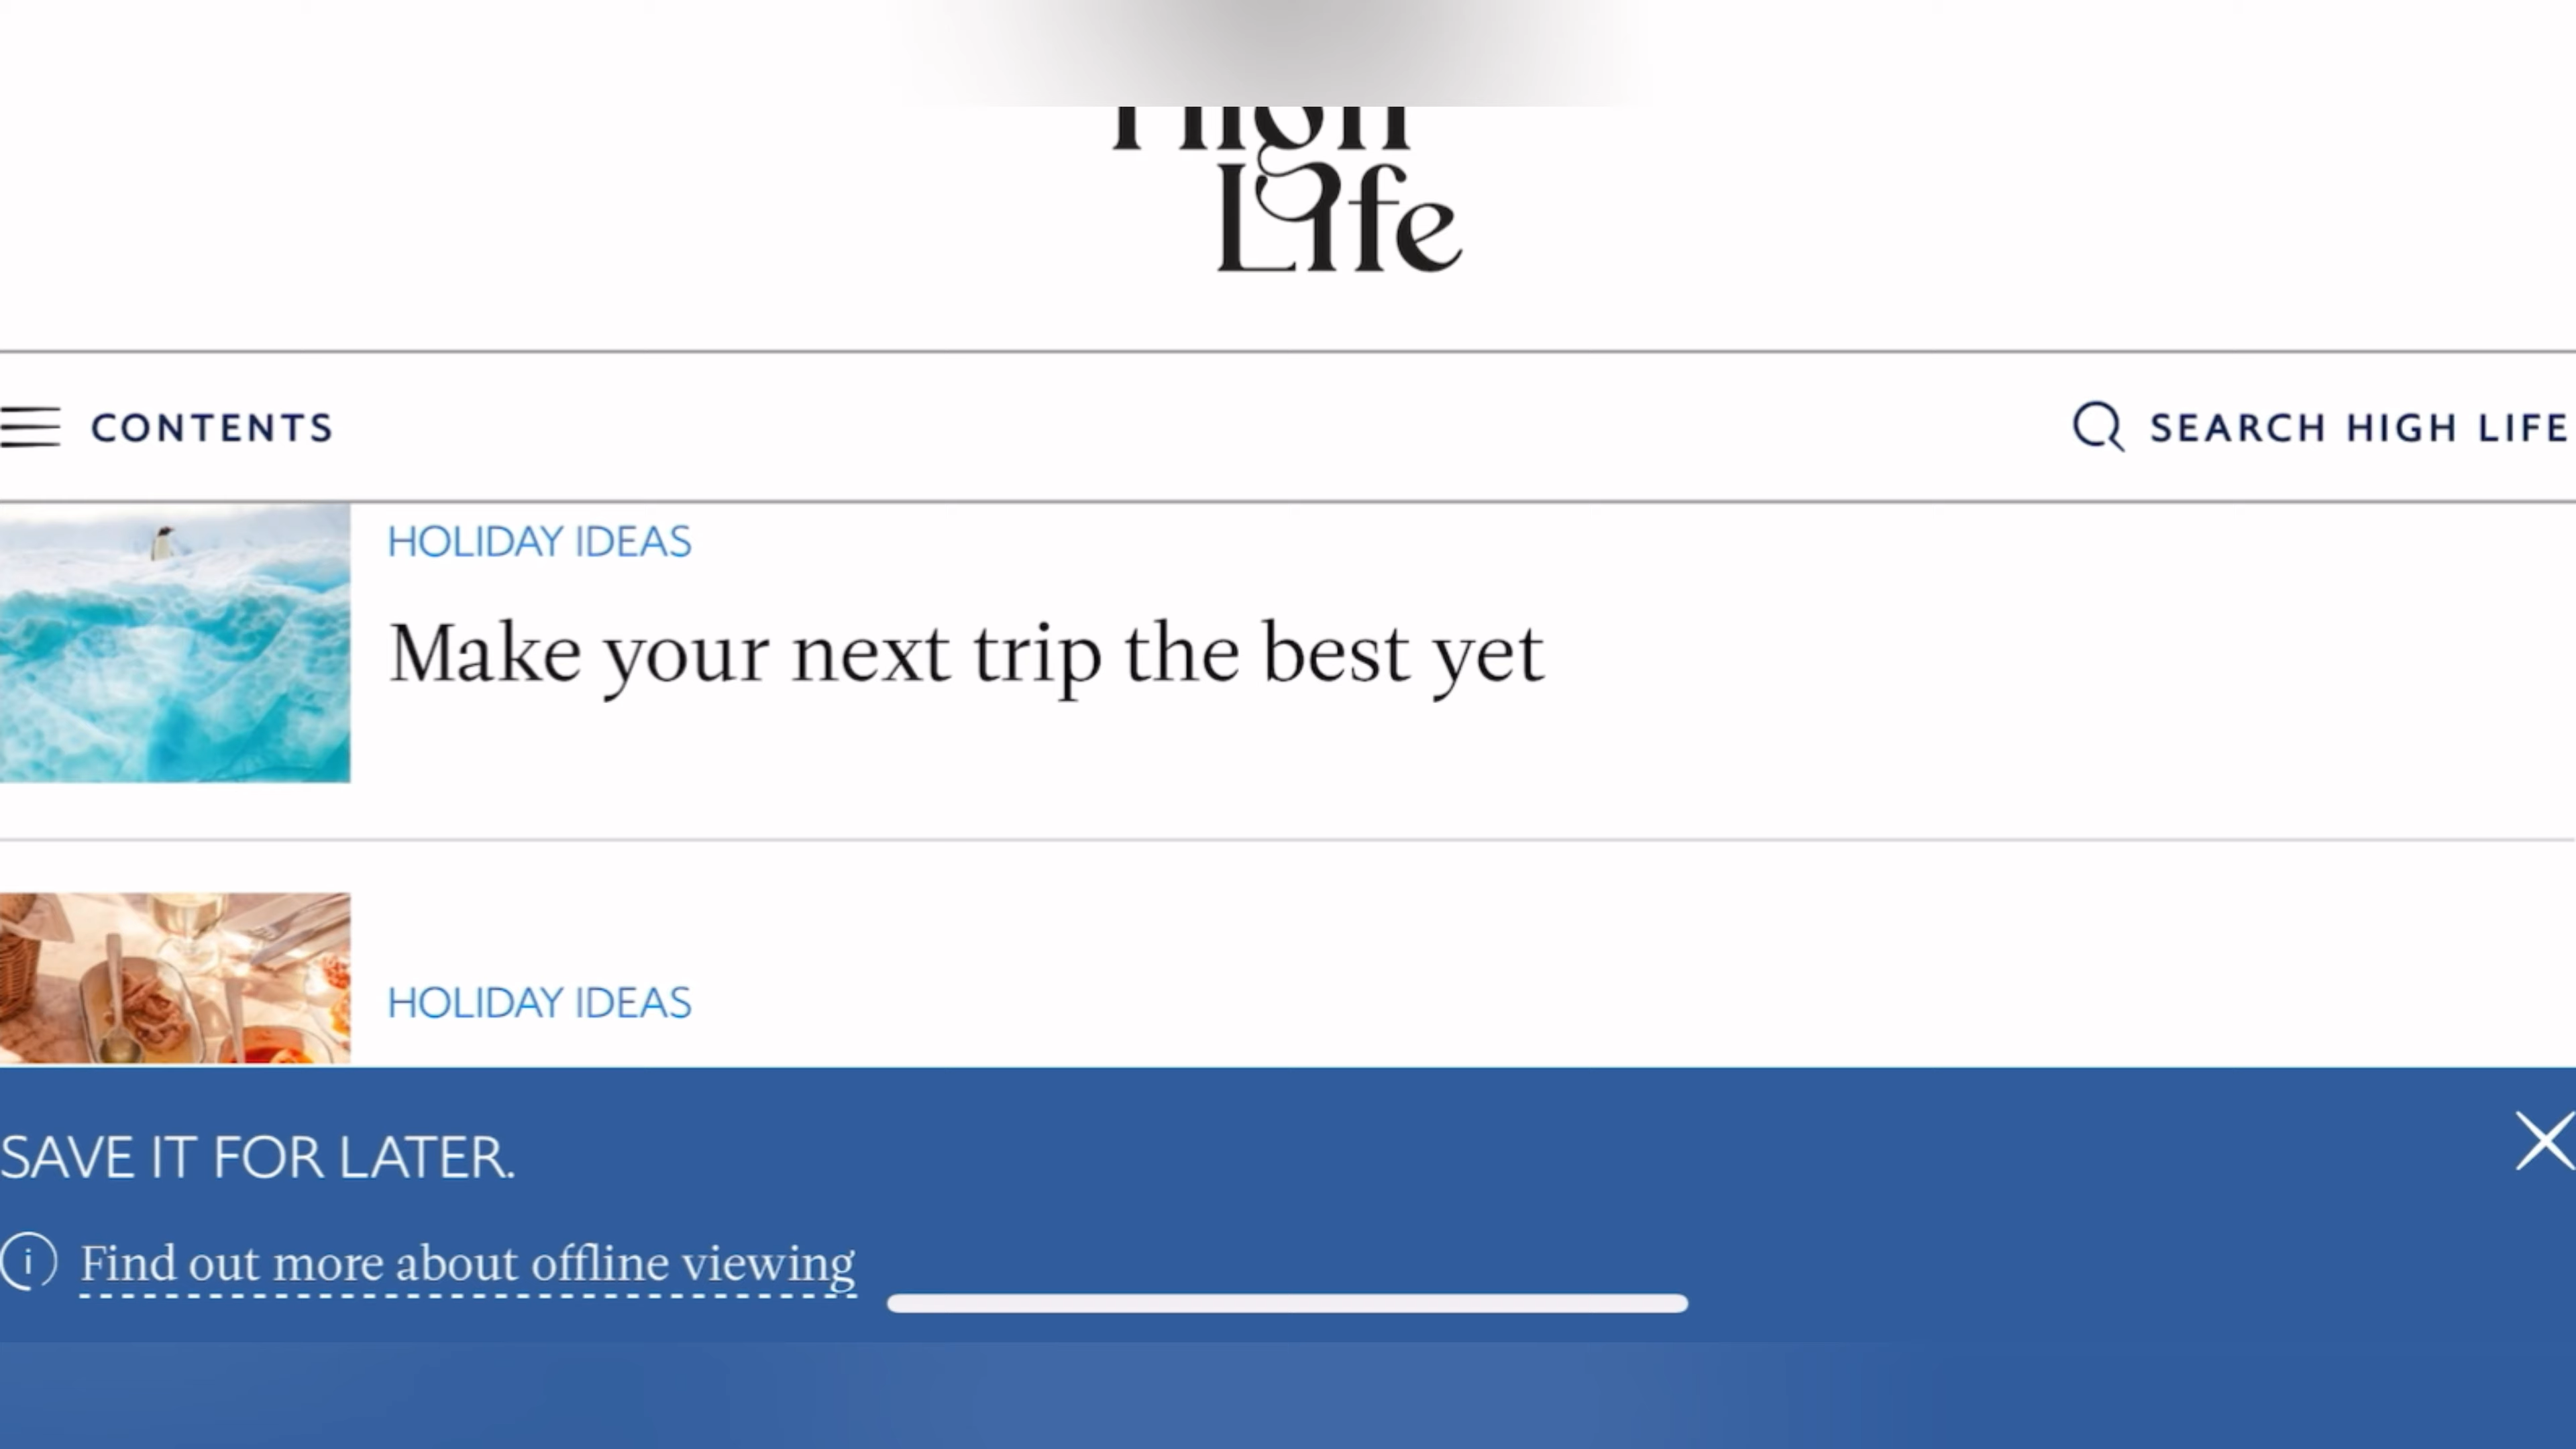 High
Life
CONTENTS
SEARCH HIGH LIFE
HOLIDAY IDEAS
Make your next trip the best yet
HOLIDAY IDEAS
SAVE IT FOR LATER.
i Find out more about offline viewing